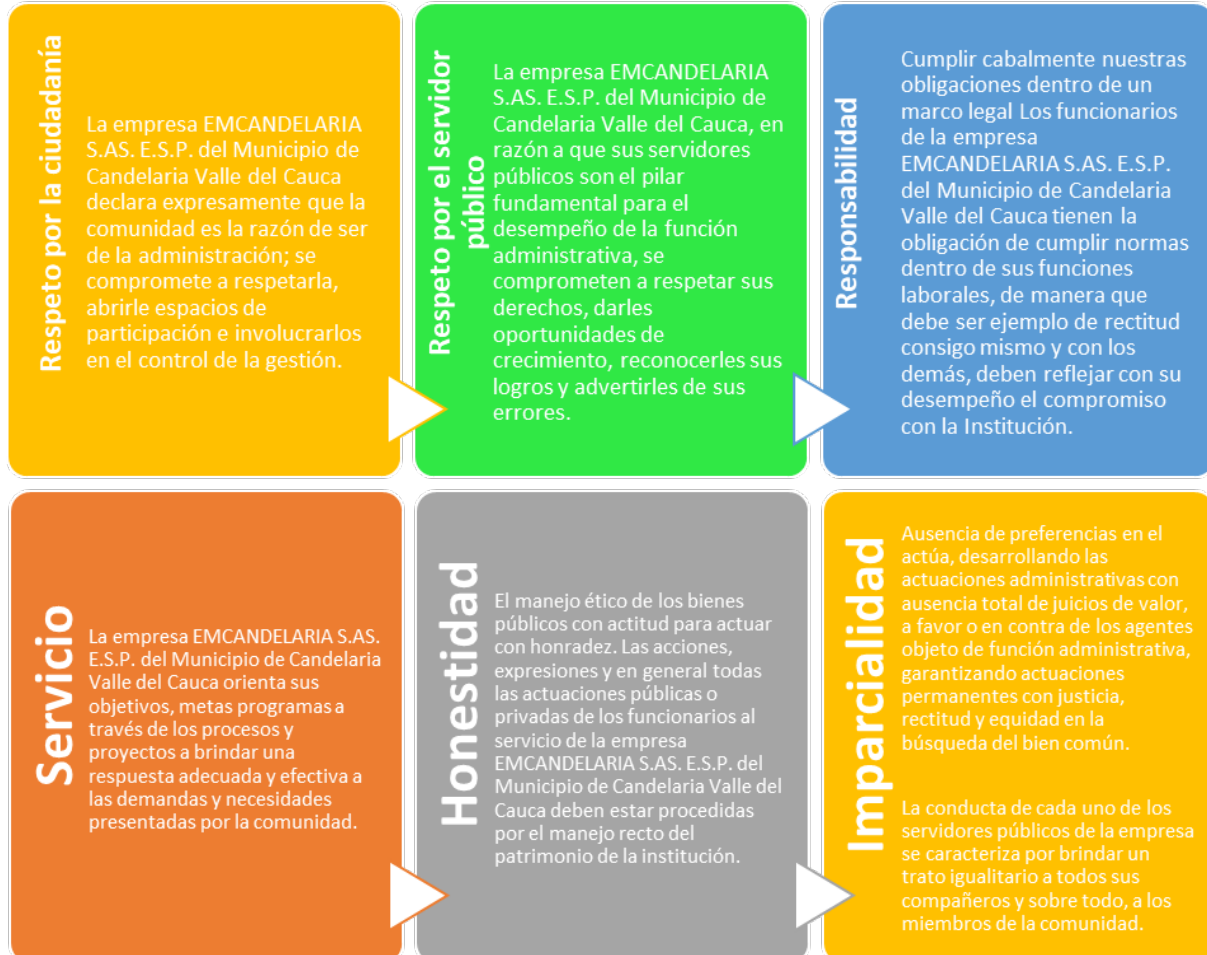 Respeto por la ciudadanía
La empresa EMCANDELARIA
S.AS. E.S.P. del Municipio de
Candelaria Valle del Cauca
declara expresamente que la
comunidad es la razón de ser
de la administración; se
compromete a respetarla,
abrirle espacios de
participación e involucrarlos
en el control de la gestión.
Respeto por el servidor
público
La empresa EMCANDELARIA
S.AS. E.S.P. del Municipio de
Candelaria Valle del Cauca, en
razón a que sus servidores
públicos son el pilar
fundamental para el
desempeño de la función
administrativa, se
comprometen a respetar sus
derechos, darles
oportunidades de
crecimiento, reconocerles sus
logros y advertirles de sus
errores.
Responsabilidad
Cumplir cabalmente nuestras
obligaciones dentro de un
marco legal Los funcionarios
de la empresa
EMCANDELARIA S.AS. E.S.P.
del Municipio de Candelaria
Valle del Cauca tienen la
obligación de cumplir normas
dentro de sus funciones
laborales, de manera que
debe ser ejemplo de rectitud
consigo mismo y con los
demás, deben reflejar con su
desempeño el compromiso
con la Institución.
Servicio
La empresa EMCANDELARIA S.AS.
E.S.P. del Municipio de Candelaria
Valle del Cauca orienta sus
objetivos, metas programas a
través de los procesos y
proyectos a brindar una
respuesta adecuada y efectiva a
las demandas y necesidades
presentadas por la comunidad.
Honestidad
El manejo ético de los bienes
públicos con actitud para actuar
con honradez. Las acciones,
expresiones y en general todas
las actuaciones públicas o
privadas de los funcionarios al
servicio de la empresa
EMCANDELARIA S.AS. E.S.P. del
Municipio de Candelaria Valle del
Cauca deben estar procedidas
por el manejo recto del
patrimonio de la institución.
Imparcialidad
Ausencia de preferencias en el
actúa, desarrollando las
actuaciones administrativas con
ausencia total de juicios de valor,
a favor o en contra de los agentes
objeto de función administrativa,
garantizando actuaciones
permanentes con justicia,
rectitud y equidad en la
búsqueda del bien común.
La conducta de cada uno de los
servidores públicos de la empresa
se caracteriza por brindar un
trato igualitario a todos sus
compañeros y sobre todo, a los
miembros de la comunidad.